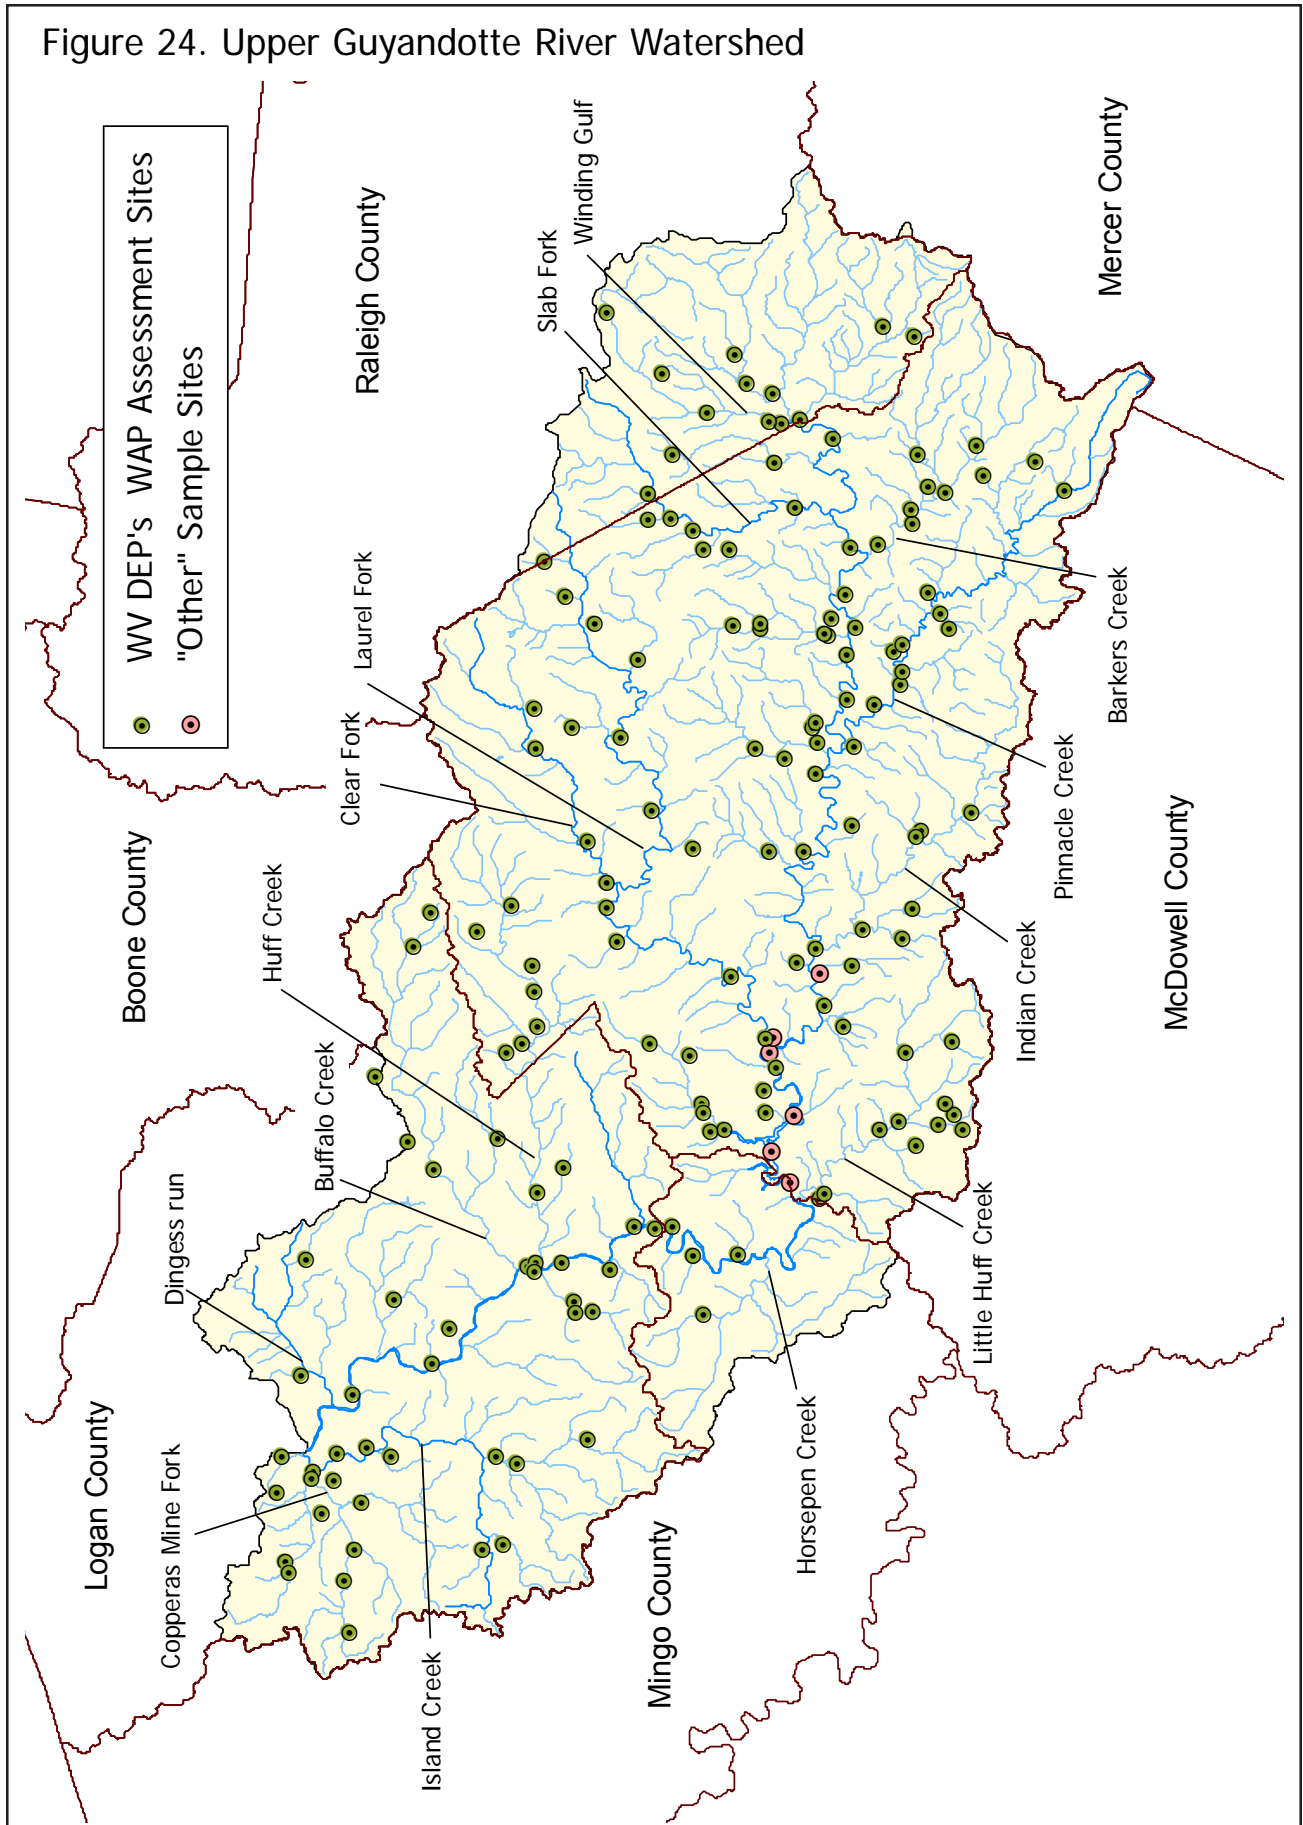 Figure 24. Upper Guyandotte River Watershed
WV DEP's WAP Assessment Sites
"Other" Sample Sites
Raleigh County
Winding Gulf
Slab Fork
Mercer County
Laurel Fork
Clear Fork
Barkers Creek
Pinnacle Creek
Boone County
Huff Creek
McDowell County
Indian Creek
Buffalo Creek
Dingess run
Little Huff Creek
Logan County
Copperas Mine Fork
Horsepen Creek
Mingo County
Island Creek